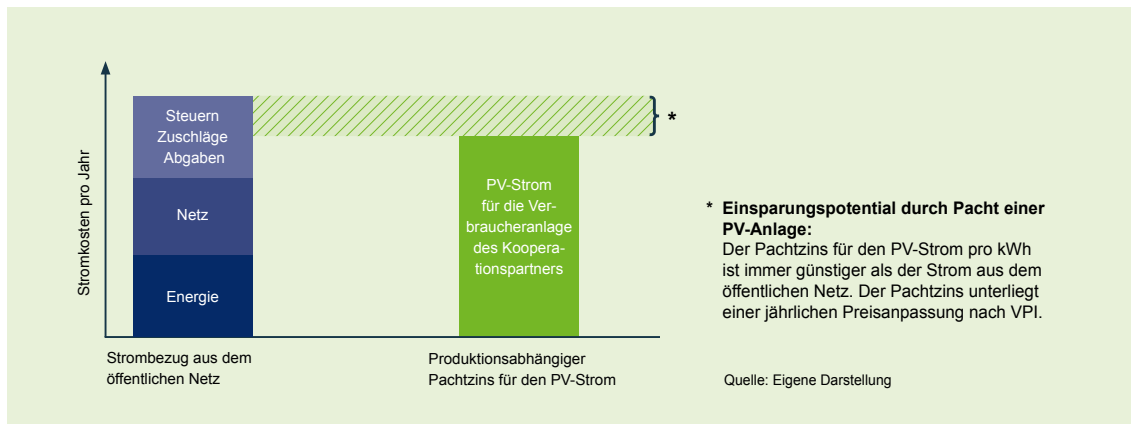 Stromkosten pro Jahr
Steuern
Zuschläge
Abgaben
Netz
Energie
PV-Strom
für die Ver-
braucheranlage
des Koopera-
tionspartners
*
Strombezug aus dem
öffentlichen Netz
Produktionsabhängiger
Pachtzins für den PV-Strom
* Einsparungspotential durch Pacht einer
PV-Anlage:
Der Pachtzins für den PV-Strom pro kWh
ist immer günstiger als der Strom aus dem
öffentlichen Netz. Der Pachtzins unterliegt
einer jährlichen Preisanpassung nach VPI.
Quelle: Eigene Darstellung